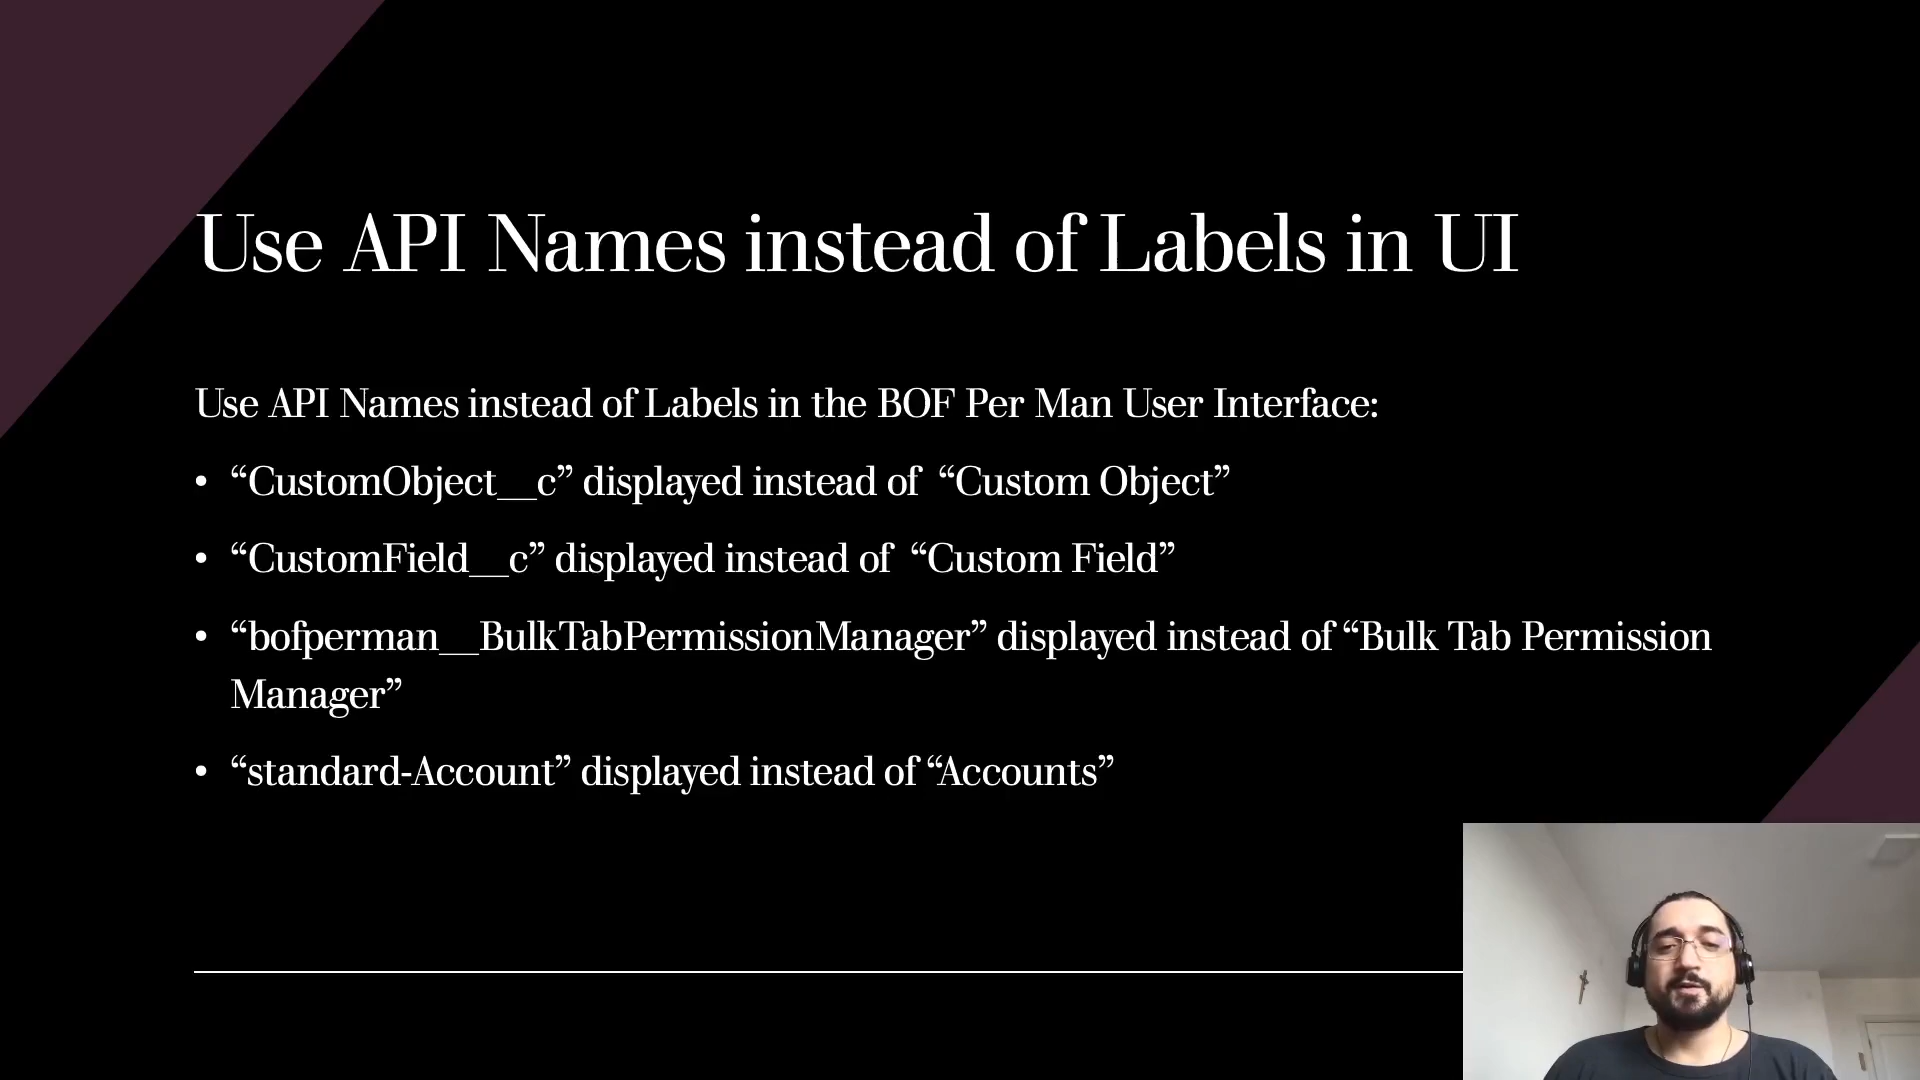 Use API Names instead of Labels in UI
Use API Names instead of Labels in the BOF Per Man User Interface:
• “CustomObject__c” displayed instead of  “Custom Object”
• “CustomField__c” displayed instead of  “Custom Field”
• “bofperman__BulkTabPermissionManager” displayed instead of “Bulk Tab Permission
Manager”
• “standard-Account” displayed instead of “Accounts”